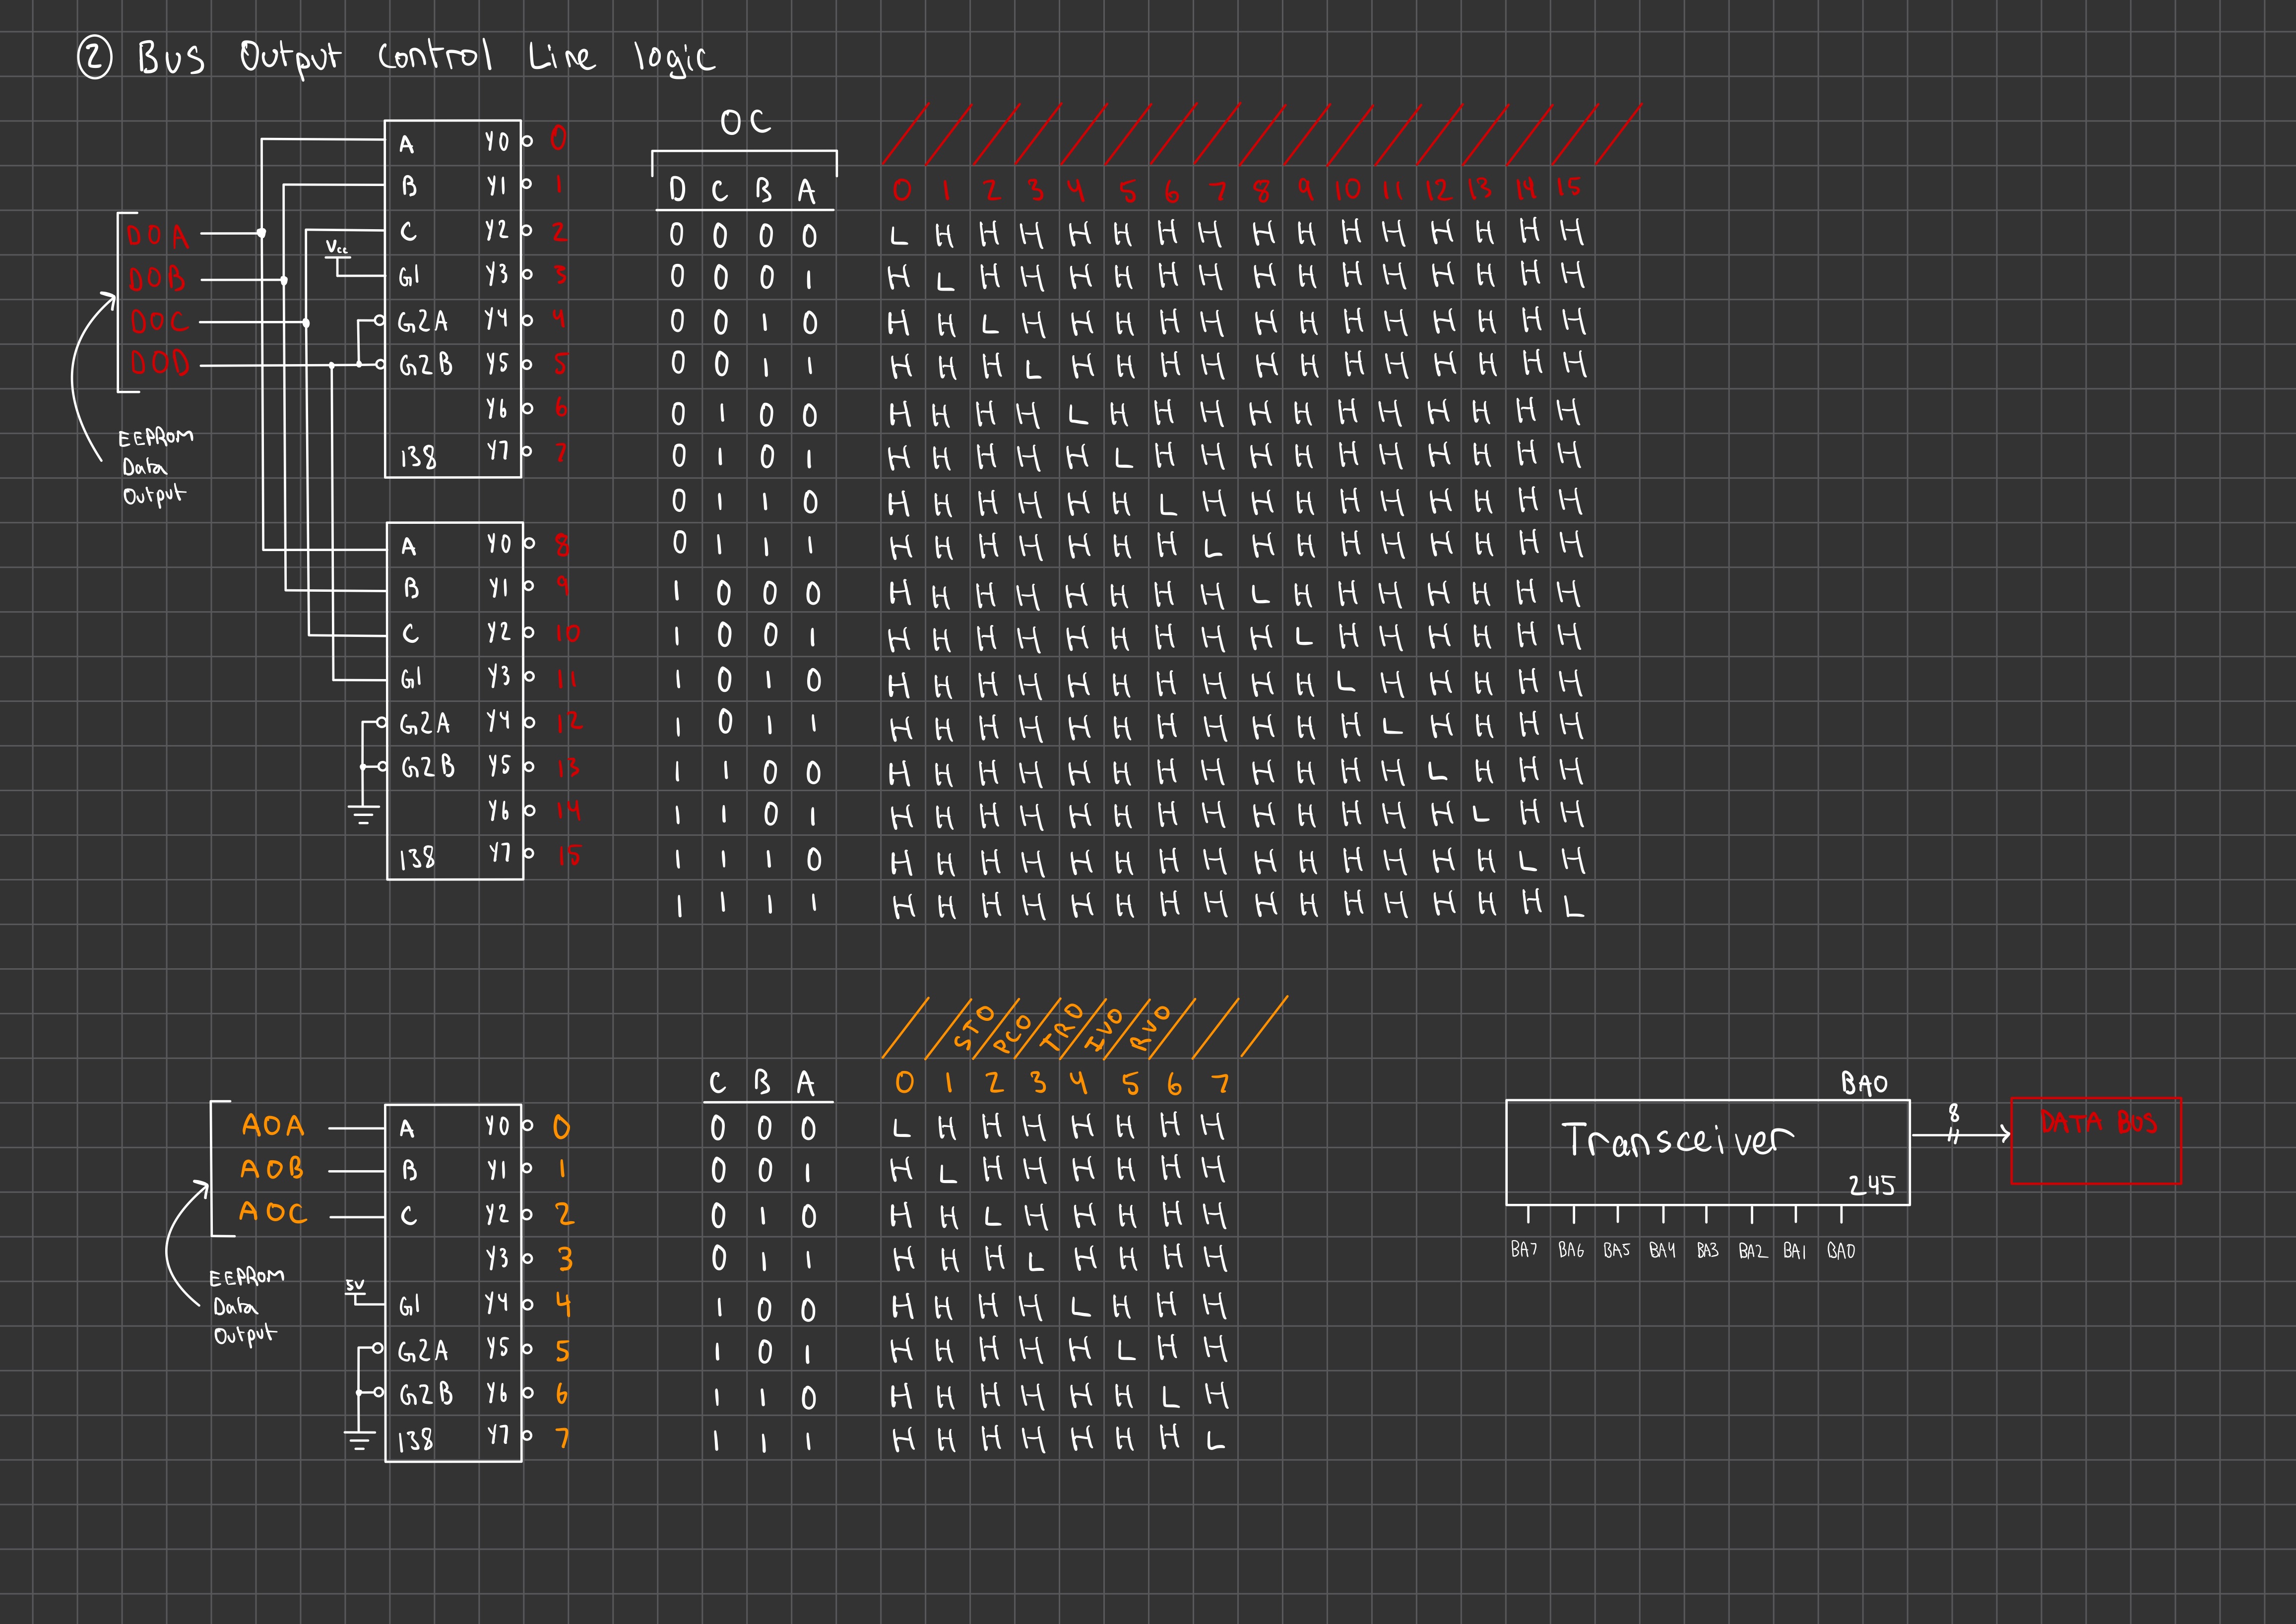 ② Bus Output Control Line logic
A Y0 0
B Y1 1
C Y2 2
G1 Y3 3
G2A Y4 4
G2B Y5 5
Y6 6
138 Y7 7
DOA
DOB
DOC
DOD
Vcc
EEPROM
Data
Output
A Y0 8
B Y1 9
C Y2 10
G1 Y3 11
G2A Y4 12
G2B Y5 13
Y6 14
138 Y7 15
OC
D C B A 0 1 2 3 4 5 6 7 8 9 10 11 12 13 14 15
0 0 0 0 L H H H H H H H H H H H H H H H
0 0 0 1 H L H H H H H H H H H H H H H H
0 0 1 0 H H L H H H H H H H H H H H H H
0 0 1 1 H H H L H H H H H H H H H H H H
0 1 0 0 H H H H L H H H H H H H H H H H
0 1 0 1 H H H H H L H H H H H H H H H H
0 1 1 0 H H H H H H L H H H H H H H H H
0 1 1 1 H H H H H H H L H H H H H H H H
1 0 0 0 H H H H H H H H L H H H H H H H
1 0 0 1 H H H H H H H H H L H H H H H H
1 0 1 0 H H H H H H H H H H L H H H H H
1 0 1 1 H H H H H H H H H H H L H H H H
1 1 0 0 H H H H H H H H H H H H L H H H
1 1 0 1 H H H H H H H H H H H H H L H H
1 1 1 0 H H H H H H H H H H H H H H L H
1 1 1 1 H H H H H H H H H H H H H H H L
AOA
AOB
AOC
EEPROM
Data
Output
5V
A Y0 0
B Y1 1
C Y2 2
Y3 3
G1 Y4 4
G2A Y5 5
G2B Y6 6
138 Y7 7
STO PCO TRO IVO RVO
C B A 0 1 2 3 4 5 6 7
0 0 0 L H H H H H H H
0 0 1 H L H H H H H H
0 1 0 H H L H H H H H
0 1 1 H H H L H H H H
1 0 0 H H H H L H H H
1 0 1 H H H H H L H H
1 1 0 H H H H H H L H
1 1 1 H H H H H H H L
BAO
Transceiver
245
8
DATA BUS
BA7 BA6 BA5 BA4 BA3 BA2 BA1 BA0